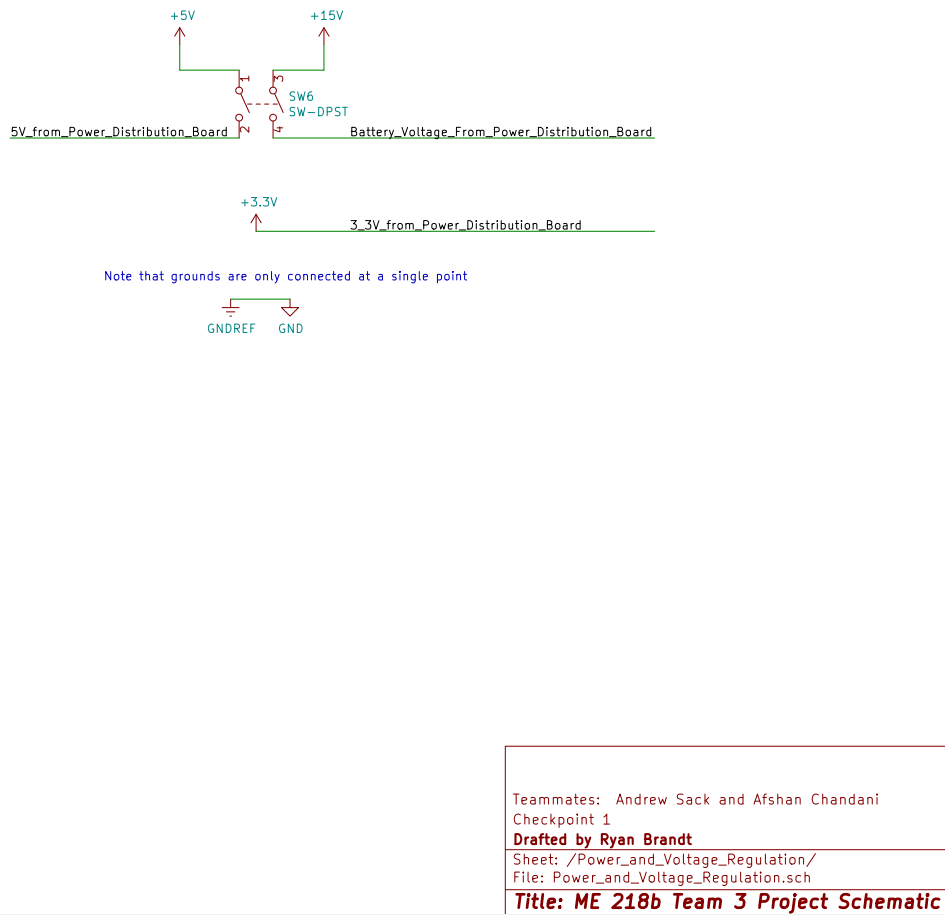 +5V
+15V
1
3
SW6
SW-DPST
2
4
5V_from_Power_Distribution_Board
Battery_Voltage_From_Power_Distribution_Board
+3.3V
3_3V_from_Power_Distribution_Board
Note that grounds are only connected at a single point
GNDREF
GND
Teammates: Andrew Sack and Afshan Chandani
Checkpoint 1
Drafted by Ryan Brandt
Sheet: /Power_and_Voltage_Regulation/
File: Power_and_Voltage_Regulation.sch
Title: ME 218b Team 3 Project Schematic